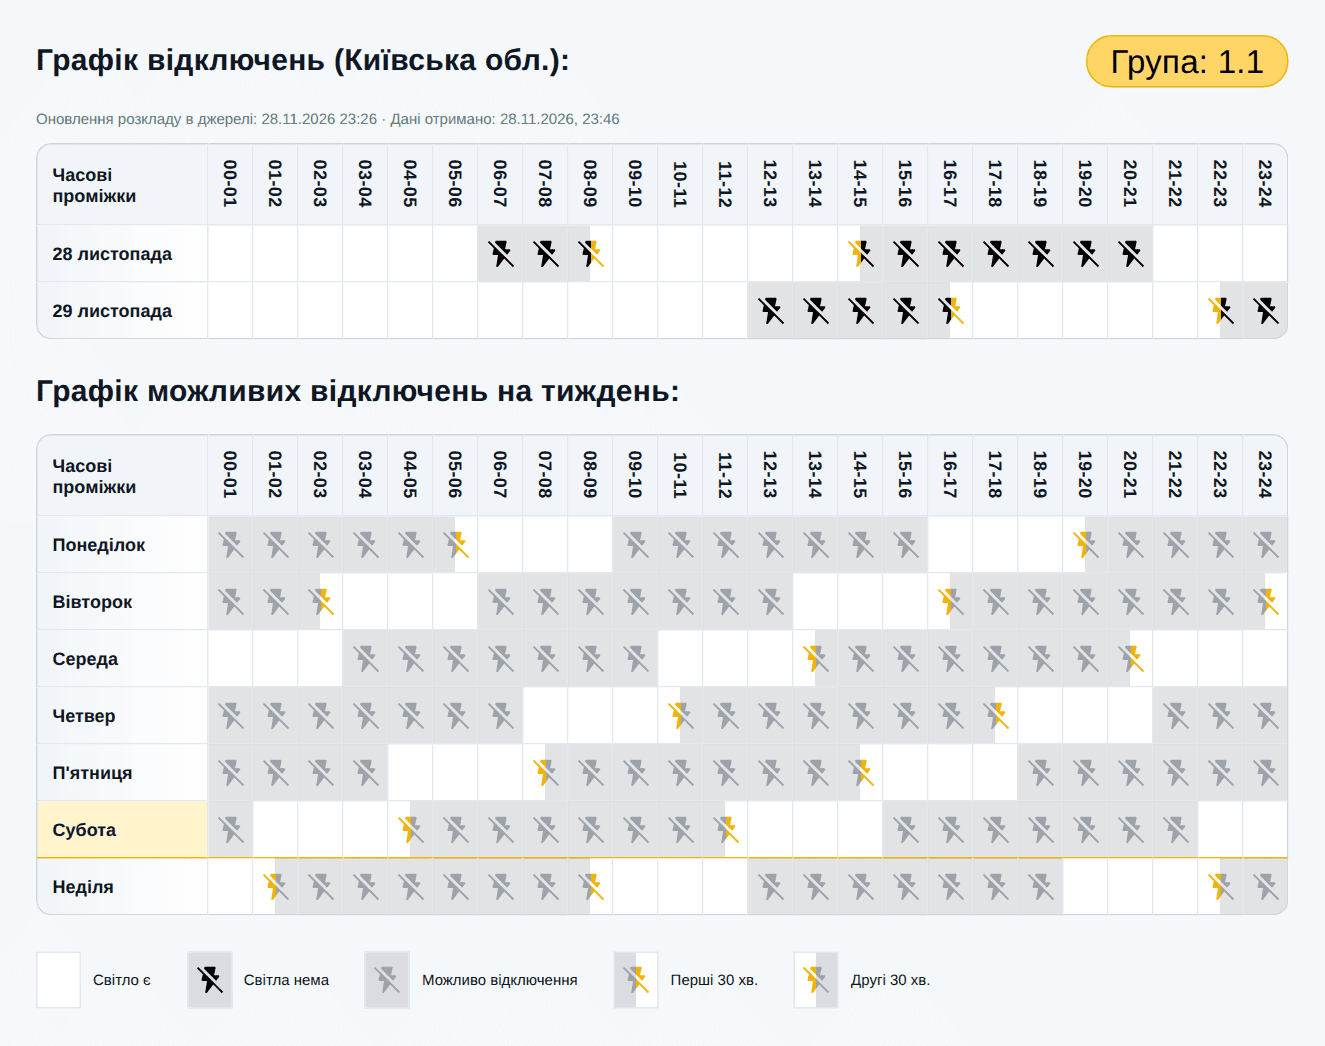 Графік відключень (Київська обл.):
Група: 1.1
Оновлення розкладу в джерелі: 28.11.2026 23:26 · Дані отримано: 28.11.2026, 23:46
Часові проміжки 00-01 01-02 02-03 03-04 04-05 05-06 06-07 07-08 08-09 09-10 10-11 11-12 12-13 13-14 14-15 15-16 16-17 17-18 18-19 19-20 20-21 21-22 22-23 23-24
28 листопада
29 листопада
Графік можливих відключень на тиждень:
Часові проміжки 00-01 01-02 02-03 03-04 04-05 05-06 06-07 07-08 08-09 09-10 10-11 11-12 12-13 13-14 14-15 15-16 16-17 17-18 18-19 19-20 20-21 21-22 22-23 23-24
Понеділок
Вівторок
Середа
Четвер
П'ятниця
Субота
Неділя
Світло є Світла нема Можливо відключення Перші 30 хв. Другі 30 хв.